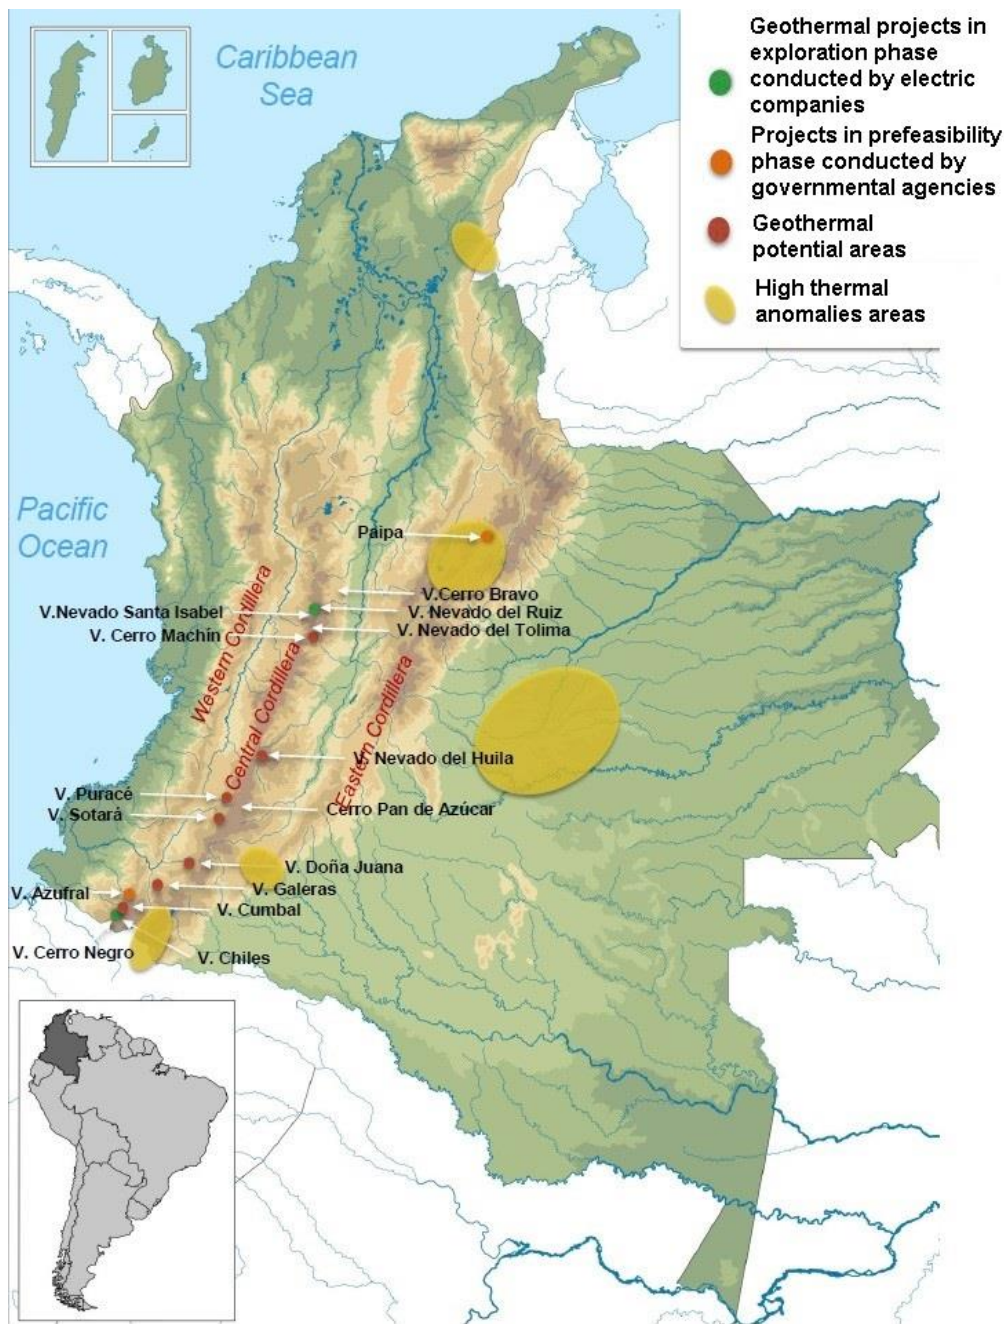 Caribbean
Sea
Geothermal projects in
exploration phase
conducted by electric
companies
Projects in prefeasibility
phase conducted by
governmental agencies
Geothermal
potential areas
High thermal
anomalies areas
Pacific
Ocean
Paipa
V.Cerro Bravo
V.Nevado Santa Isabel
V. Nevado del Ruiz
V. Cerro Machín
V. Nevado del Tolima
Western Cordillera
Central Cordillera
Eastern Cordillera
V. Nevado del Huila
V. Puracé
Cerro Pan de Azúcar
V. Sotará
V. Doña Juana
V. Azufral
V. Galeras
V. Cumbal
V. Cerro Negro
V. Chiles